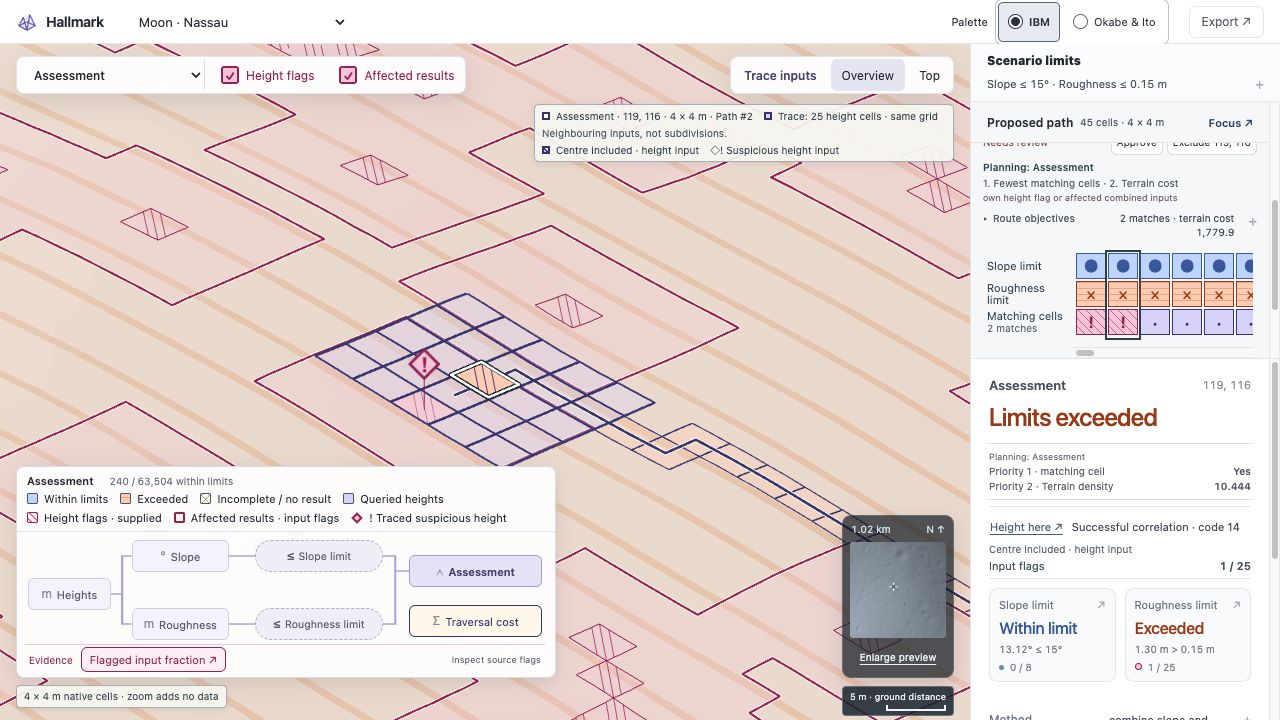 Hallmark
Moon · Nassau
Palette
IBM
Okabe & Ito
Export ↗
Assessment
Height flags
Affected results
Trace inputs
Overview
Top
Assessment · 119, 116 · 4 × 4 m · Path #2
Trace: 25 height cells · same grid
Neighbouring inputs, not subdivisions.
Centre included · height input
◇! Suspicious height input
!
Assessment
240 / 63,504 within limits
Within limits
Exceeded
Incomplete / no result
Queried heights
Height flags · supplied
Affected results · input flags
! Traced suspicious height
m Heights
° Slope
≤ Slope limit
m Roughness
≤ Roughness limit
∧ Assessment
Σ Traversal cost
Evidence
Flagged input fraction ↗
Inspect source flags
4 × 4 m native cells · zoom adds no data
1.02 km
N ↑
Enlarge preview
5 m · ground distance
Scenario limits
Slope ≤ 15° · Roughness ≤ 0.15 m
+
Proposed path
45 cells · 4 × 4 m
Focus ↗
Needs review
Approve
Exclude 119, 116
Planning: Assessment
1. Fewest matching cells · 2. Terrain cost
own height flag or affected combined inputs
▸ Route objectives
2 matches · terrain cost
1,779.9
+
Slope limit
Roughness
limit
× × × × × ×
Matching cells
2 matches
! ! • • • •
Assessment
119, 116
Limits exceeded
Planning: Assessment
Priority 1 · matching cell
Yes
Priority 2 · Terrain density
10.444
Height here ↗
Successful correlation · code 14
Centre included · height input
Input flags
1 / 25
Slope limit ↗
Within limit
13.12° ≤ 15°
0 / 8
Roughness limit ↗
Exceeded
1.30 m > 0.15 m
1 / 25
Method
combine slope and
+